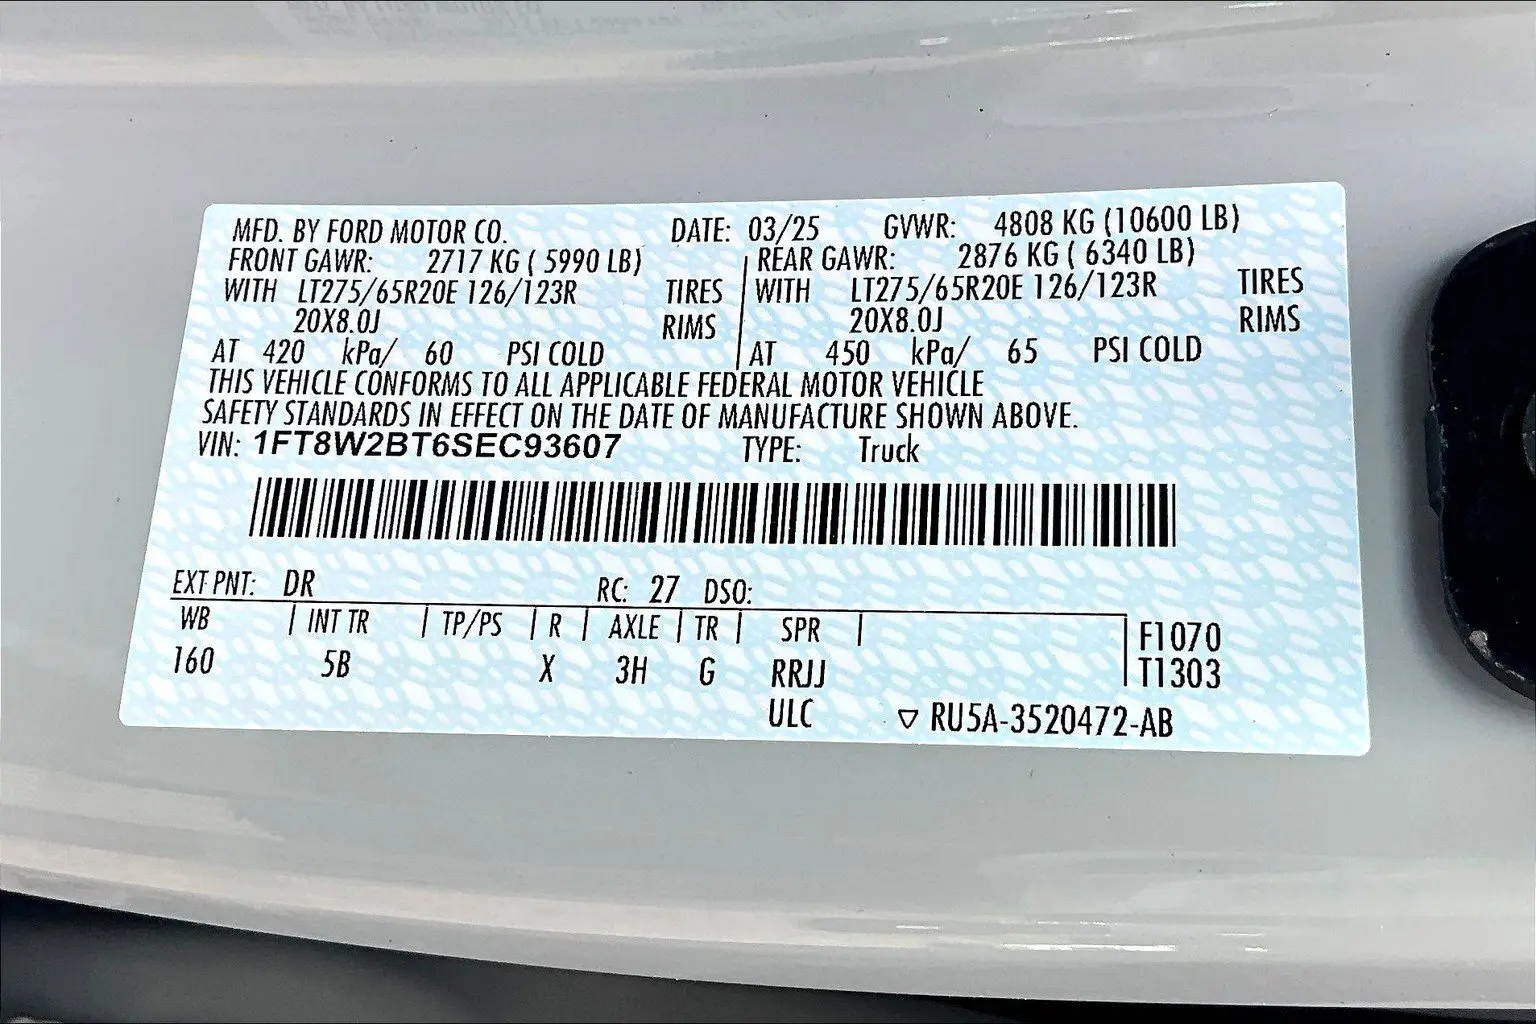 MFD. BY FORD MOTOR CO. DATE: 03/25 GVWR: 4808 KG (10600 LB)
FRONT GAWR: 2717 KG ( 5990 LB) REAR GAWR: 2876 KG ( 6340 LB)
WITH LT275/65R20E 126/123R TIRES WITH LT275/65R20E 126/123R TIRES
20X8.0J RIMS 20X8.0J RIMS
AT 420 kPa/ 60 PSI COLD AT 450 kPa/ 65 PSI COLD
THIS VEHICLE CONFORMS TO ALL APPLICABLE FEDERAL MOTOR VEHICLE
SAFETY STANDARDS IN EFFECT ON THE DATE OF MANUFACTURE SHOWN ABOVE.
VIN: 1FT8W2BT6SEC93607 TYPE: Truck
EXT PNT: DR RC: 27 DSO:
WB INT TR TP/PS R AXLE TR SPR F1070
160 5B X 3H G RRJJ T1303
ULC ▽ RU5A-3520472-AB